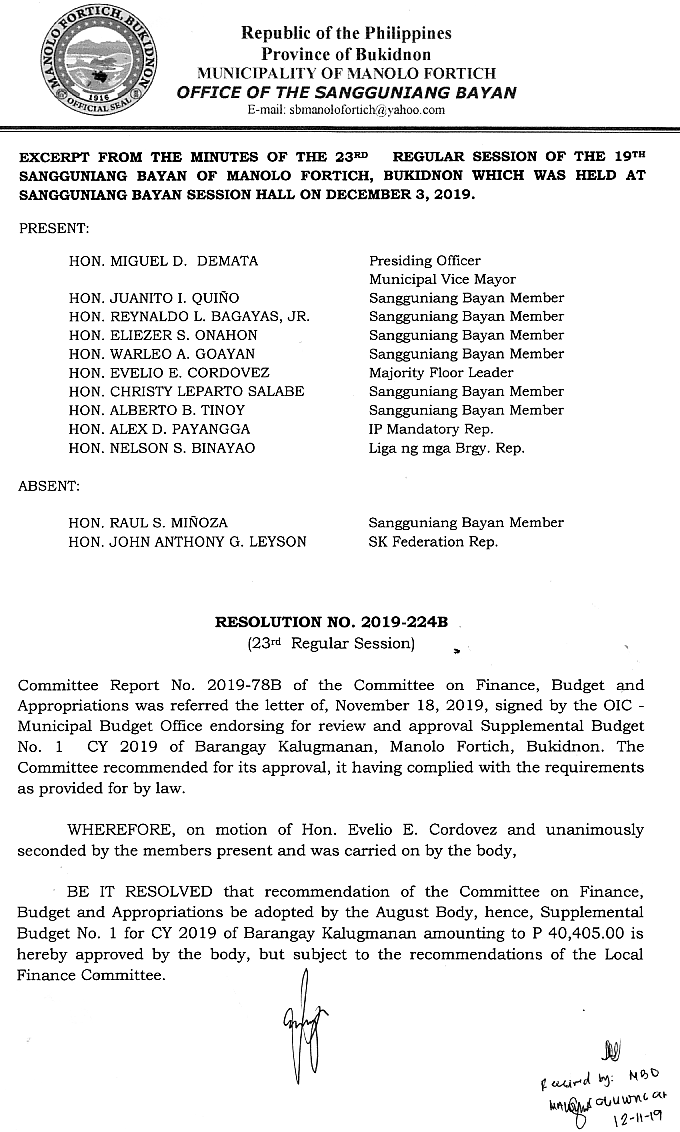 MANOLO FORTICH, BUKIDNON
1916
OFFICIAL SEAL
Republic of the Philippines
Province of Bukidnon
MUNICIPALITY OF MANOLO FORTICH
OFFICE OF THE SANGGUNIANG BAYAN
E-mail: sbmanolofortich@yahoo.com
EXCERPT FROM THE MINUTES OF THE 23RD REGULAR SESSION OF THE 19TH
SANGGUNIANG BAYAN OF MANOLO FORTICH, BUKIDNON WHICH WAS HELD AT
SANGGUNIANG BAYAN SESSION HALL ON DECEMBER 3, 2019.
PRESENT:
HON. MIGUEL D. DEMATA Presiding Officer
Municipal Vice Mayor
HON. JUANITO I. QUIÑO Sangguniang Bayan Member
HON. REYNALDO L. BAGAYAS, JR. Sangguniang Bayan Member
HON. ELIEZER S. ONAHON Sangguniang Bayan Member
HON. WARLEO A. GOAYAN Sangguniang Bayan Member
HON. EVELIO E. CORDOVEZ Majority Floor Leader
HON. CHRISTY LEPARTO SALABE Sangguniang Bayan Member
HON. ALBERTO B. TINOY Sangguniang Bayan Member
HON. ALEX D. PAYANGGA IP Mandatory Rep.
HON. NELSON S. BINAYAO Liga ng mga Brgy. Rep.
ABSENT:
HON. RAUL S. MIÑOZA Sangguniang Bayan Member
HON. JOHN ANTHONY G. LEYSON SK Federation Rep.
RESOLUTION NO. 2019-224B
(23rd Regular Session)
Committee Report No. 2019-78B of the Committee on Finance, Budget and
Appropriations was referred the letter of, November 18, 2019, signed by the OIC -
Municipal Budget Office endorsing for review and approval Supplemental Budget
No. 1 CY 2019 of Barangay Kalugmanan, Manolo Fortich, Bukidnon. The
Committee recommended for its approval, it having complied with the requirements
as provided for by law.
WHEREFORE, on motion of Hon. Evelio E. Cordovez and unanimously
seconded by the members present and was carried on by the body,
BE IT RESOLVED that recommendation of the Committee on Finance,
Budget and Appropriations be adopted by the August Body, hence, Supplemental
Budget No. 1 for CY 2019 of Barangay Kalugmanan amounting to P 40,405.00 is
hereby approved by the body, but subject to the recommendations of the Local
Finance Committee.
Received by: MBO
12-11-19